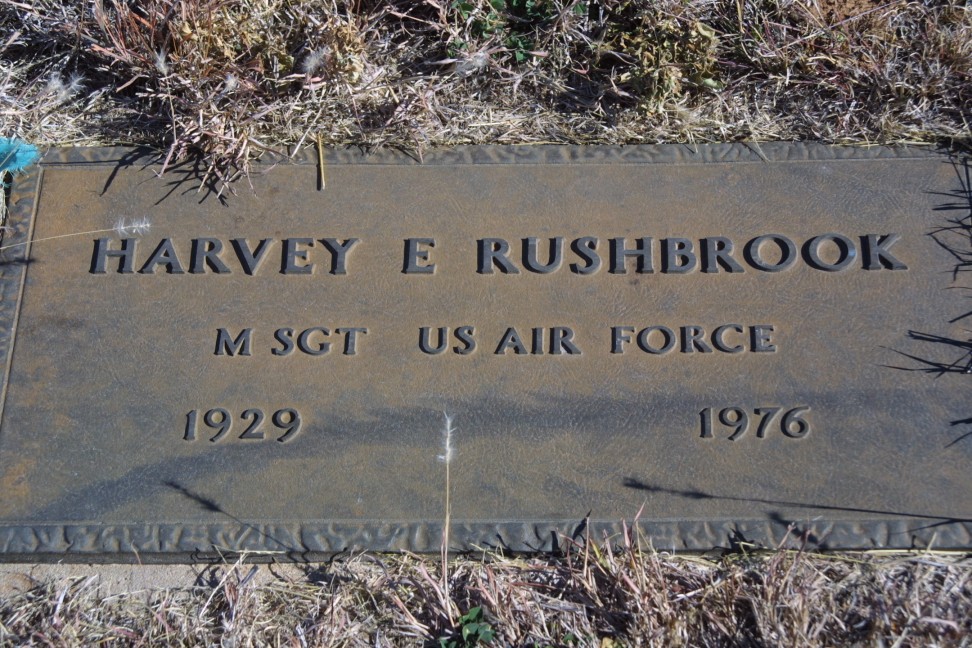 HARVEY E RUSHBROOK
M SGT US AIR FORCE
1929 1976